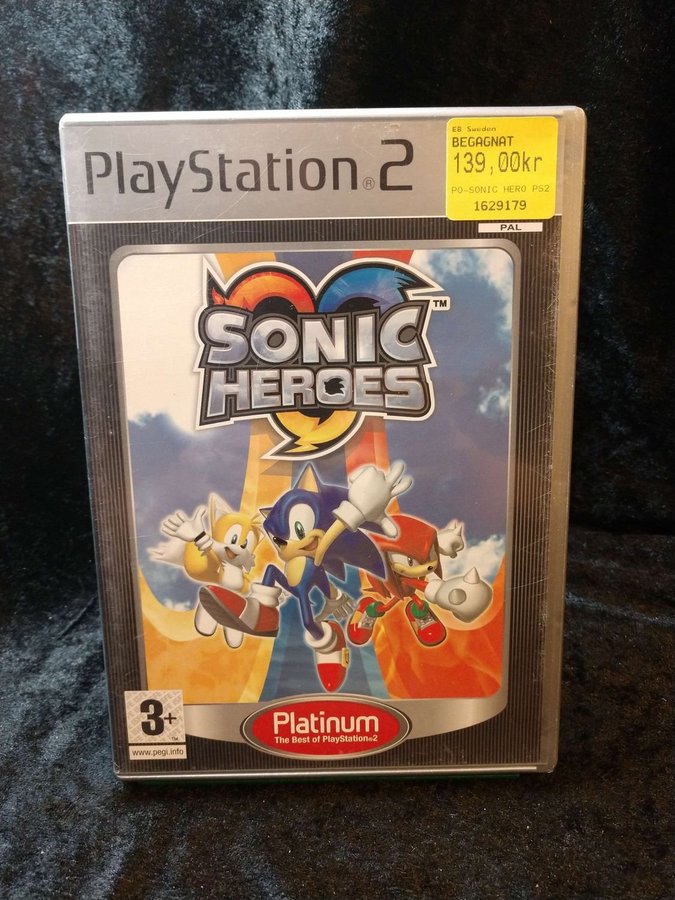 PlayStation®2
EB Sweden
BEGAGNAT
139,00kr
PO-SONIC HERO PS2
1629179
PAL
SONIC
HEROES
™
3+
™
www.pegi.info
Platinum
The Best of PlayStation®2